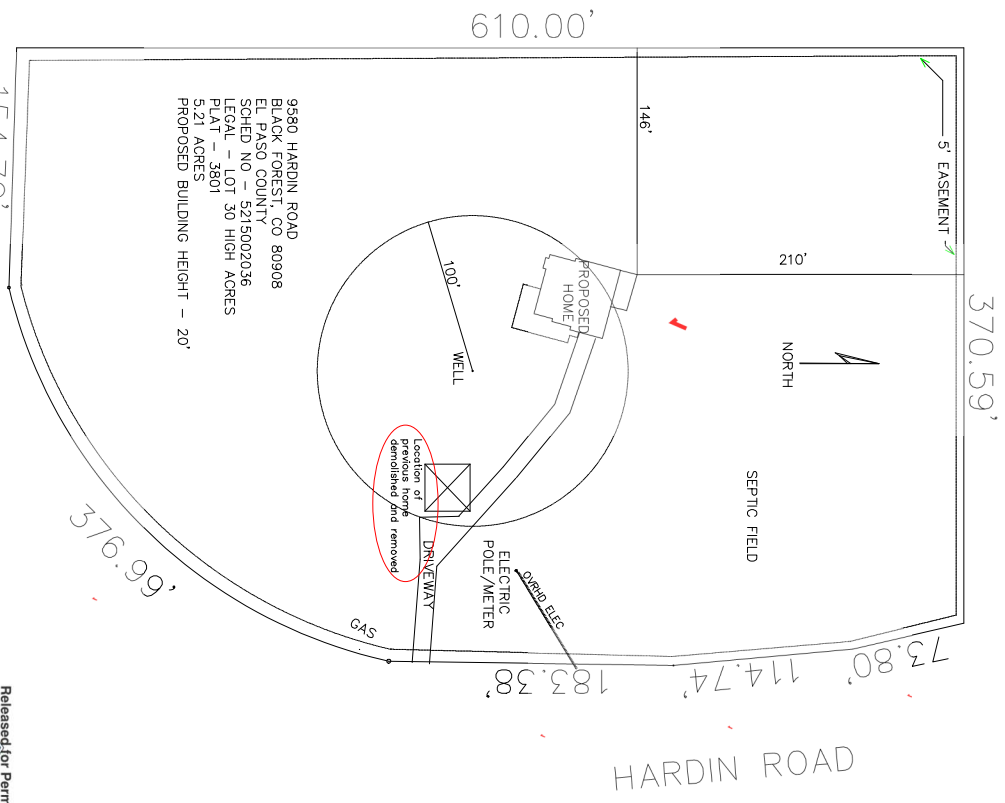 610.00'
5' EASEMENT
146'
210'
370.59'
9580 HARDIN ROAD
BLACK FOREST, CO 80908
EL PASO COUNTY
SCHED NO - 5215002036
LEGAL - LOT 30 HIGH ACRES
PLAT - 3801
5.21 ACRES
PROPOSED BUILDING HEIGHT - 20'
PROPOSED
HOME
100'
WELL
NORTH
Location of
previous home
demolished and removed
SEPTIC FIELD
DRIVEWAY
ELECTRIC
POLE/METER
OVRHD ELEC
GAS
376.99'
183.38'
114.74'
73.80'
HARDIN ROAD
Released for